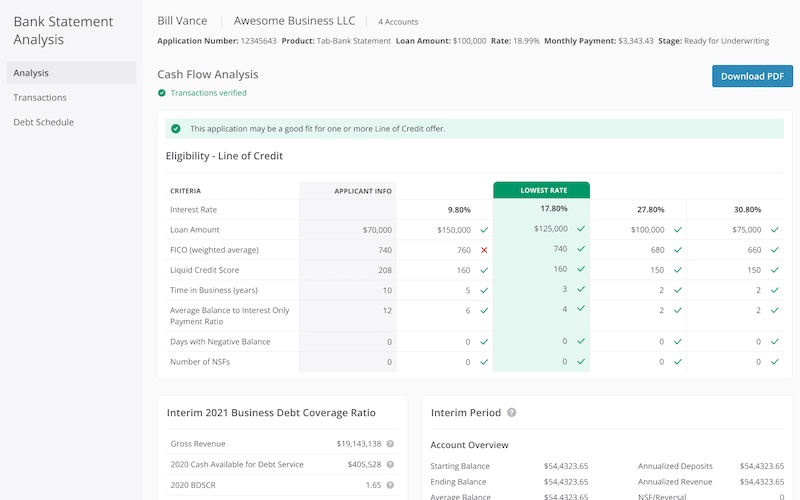 Bank Statement
Analysis
Analysis
Transactions
Debt Schedule
Bill Vance Awesome Business LLC 4 Accounts
Application Number: 12345643 Product: Tab-Bank Statement Loan Amount: $100,000 Rate: 18.99% Monthly Payment: $3,343.43 Stage: Ready for Underwriting
Cash Flow Analysis
Download PDF
Transactions verified
This application may be a good fit for one or more Line of Credit offer.
Eligibility - Line of Credit
CRITERIA APPLICANT INFO LOWEST RATE
Interest Rate 9.80% 17.80% 27.80% 30.80%
Loan Amount $70,000 $150,000 $125,000 $100,000 $75,000
FICO (weighted average) 740 760 740 680 660
Liquid Credit Score 208 160 160 150 150
Time in Business (years) 10 5 3 2 2
Average Balance to Interest Only
Payment Ratio 12 6 4 2 2
Days with Negative Balance 0 0 0 0 0
Number of NSFs 0 0 0 0 0
Interim 2021 Business Debt Coverage Ratio
Gross Revenue $19,143,138 ?
2020 Cash Available for Debt Service $405,528 ?
2020 BDSCR 1.65 ?
Interim Period ?
Account Overview
Starting Balance $54,4323.65 Annualized Deposits $54,4323.65
Ending Balance $54,4323.65 Annualized Revenue $54,4323.65
Average Balance $54,4323.65 NSF/Reversal 0